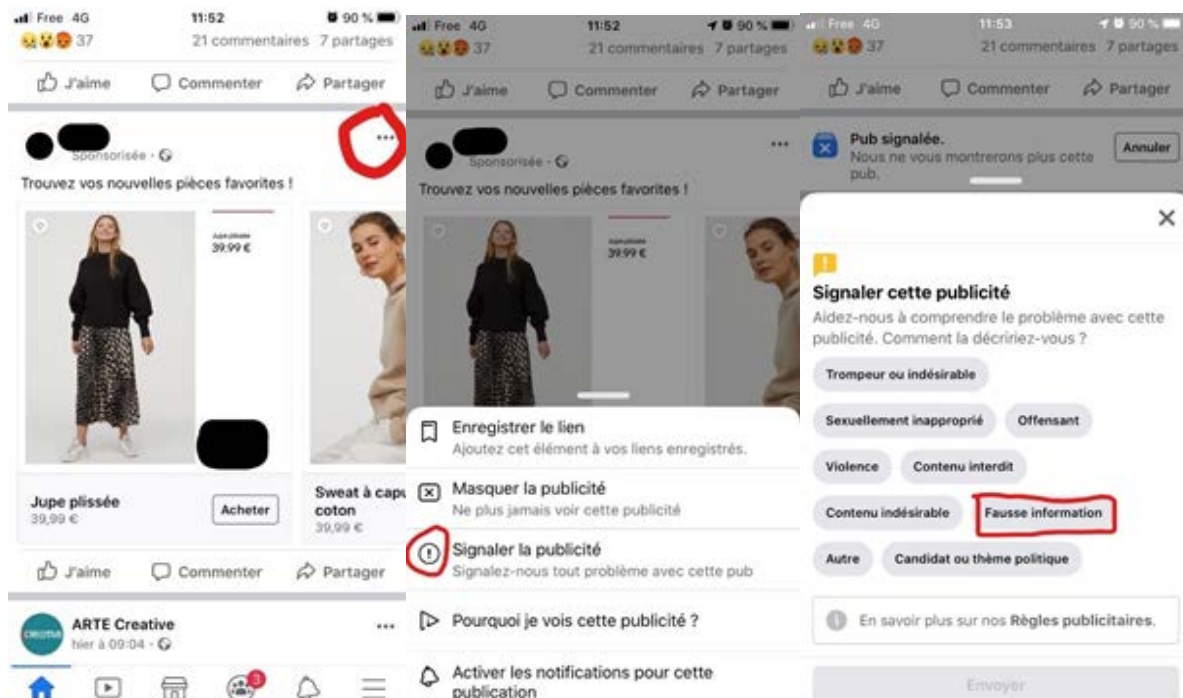 Free 4G 11:52 90 %
37 21 commentaires 7 partages
J'aime Commenter Partager
Sponsorisée
Trouvez vos nouvelles pièces favorites !
Jupe plissée
39,99 €
Jupe plissée
39,99 €
Acheter
Sweat à capu
coton
39,99 €
J'aime Commenter Partager
ARTE Creative
hier à 09:04
3
Free 4G 11:52 90 %
37 21 commentaires 7 partages
J'aime Commenter Partager
Sponsorisée
Trouvez vos nouvelles pièces favorites !
Jupe plissée
39,99 €
Enregistrer le lien
Ajoutez cet élément à vos liens enregistrés.
Masquer la publicité
Ne plus jamais voir cette publicité
Signaler la publicité
Signalez-nous tout problème avec cette pub
Pourquoi je vois cette publicité ?
Activer les notifications pour cette
publication
Free 4G 11:53 90 %
37 21 commentaires 7 partages
J'aime Commenter Partager
Pub signalée.
Nous ne vous montrerons plus cette
pub.
Annuler
Signaler cette publicité
Aidez-nous à comprendre le problème avec cette
publicité. Comment la décririez-vous ?
Trompeur ou indésirable
Sexuellement inapproprié Offensant
Violence Contenu interdit
Contenu indésirable Fausse information
Autre Candidat ou thème politique
En savoir plus sur nos Règles publicitaires.
Envoyer